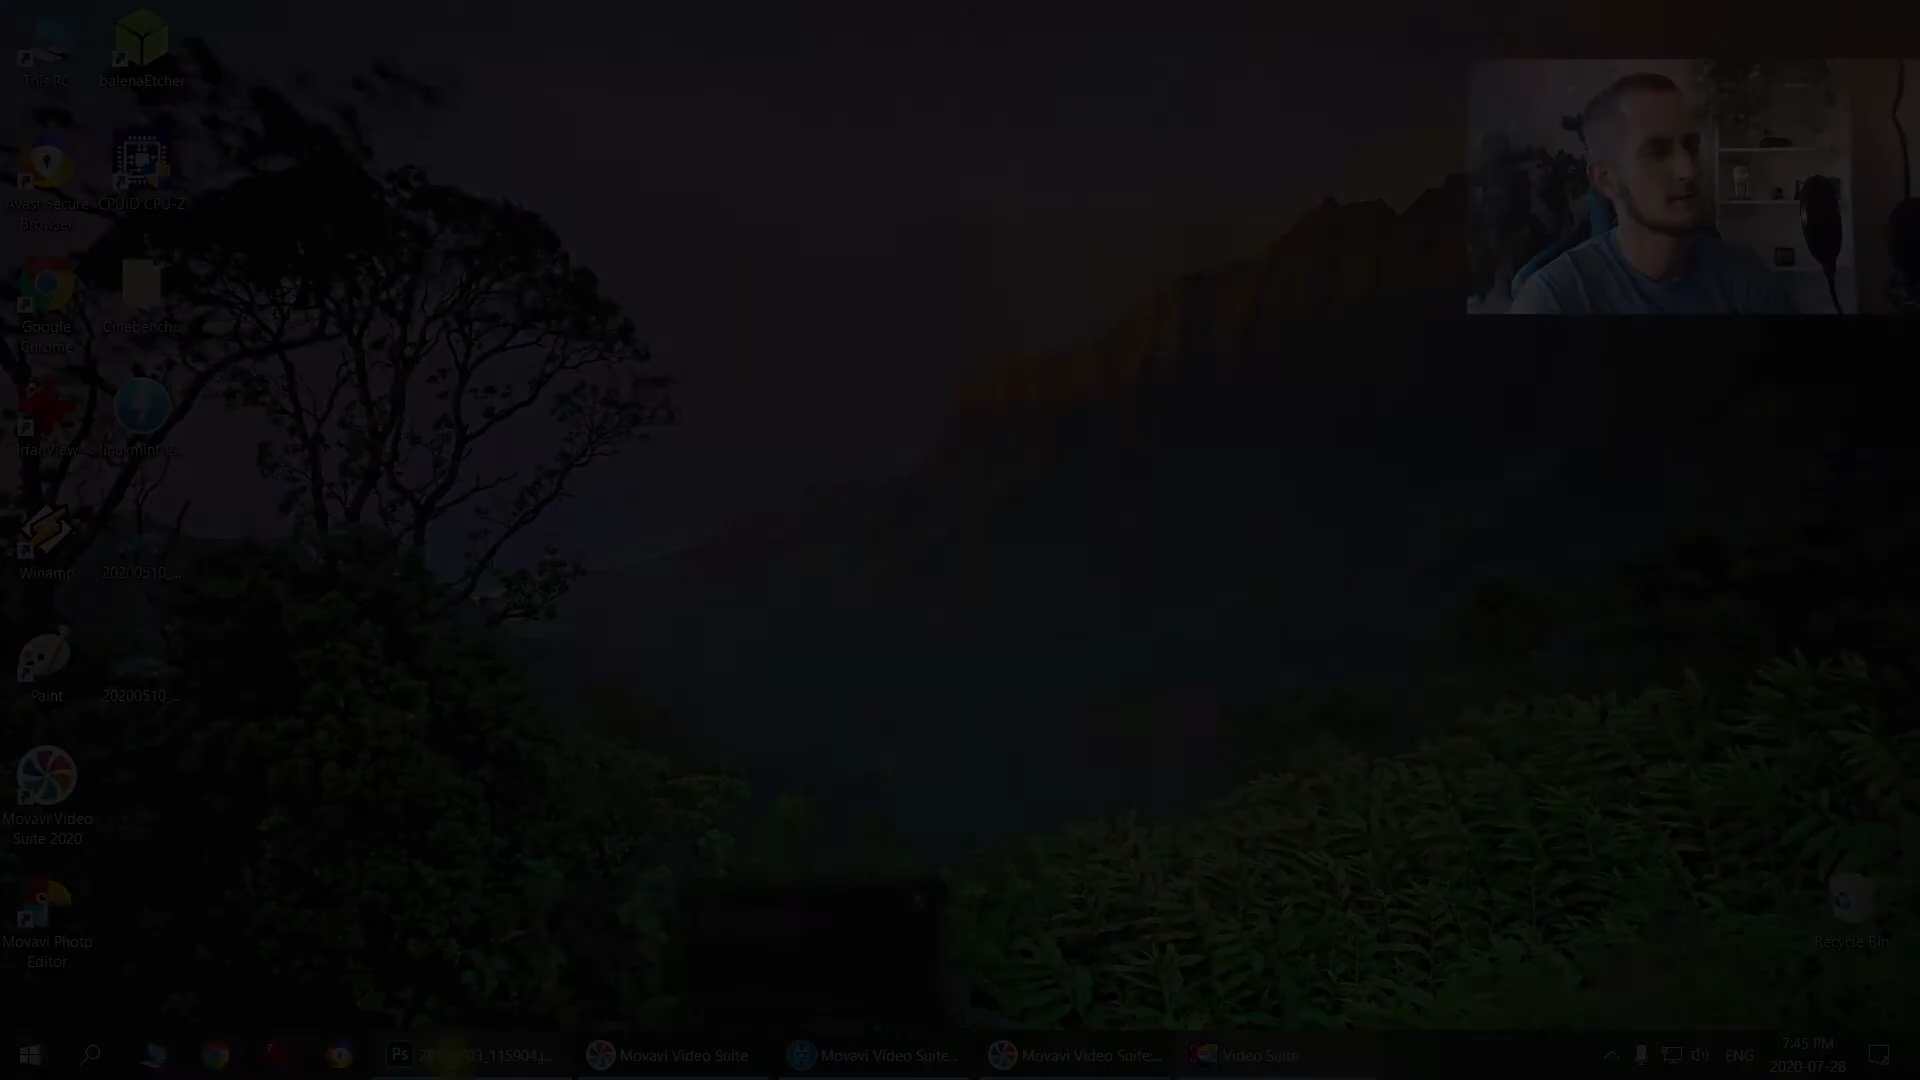 This PC
balenaEtcher
Avast Secure
Browser
CPUID CPU-Z
Google
Chrome
Cinebench...
IrfanView
Winamp
20200510_...
Paint
20200510_...
Movavi Video
Suite 2020
Movavi Photo
Editor
Recycle Bin
Ps
Movavi Video Suite
Movavi Video Suite...
Movavi Video Suite...
Video Suite
ENG
7:45 PM
2020-07-28